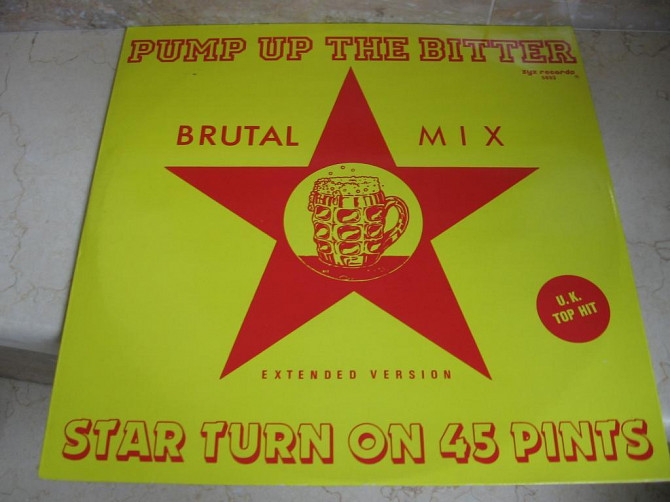 PUMP UP THE BITTER
zyx records
BRUTAL MIX
U.K.
TOP HIT
EXTENDED VERSION
STAR TURN ON 45 PINTS